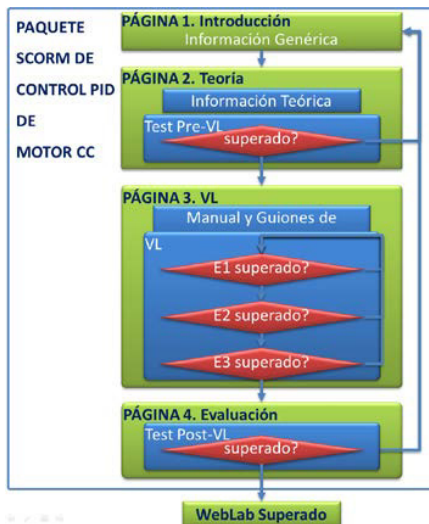 PAQUETE
SCORM DE
CONTROL PID
DE
MOTOR CC
PÁGINA 1. Introducción
Información Genérica
PÁGINA 2. Teoría
Información Teórica
Test Pre-VL
superado?
PÁGINA 3. VL
Manual y Guiones de
VL
E1 superado?
E2 superado?
E3 superado?
PÁGINA 4. Evaluación
Test Post-VL
superado?
WebLab Superado